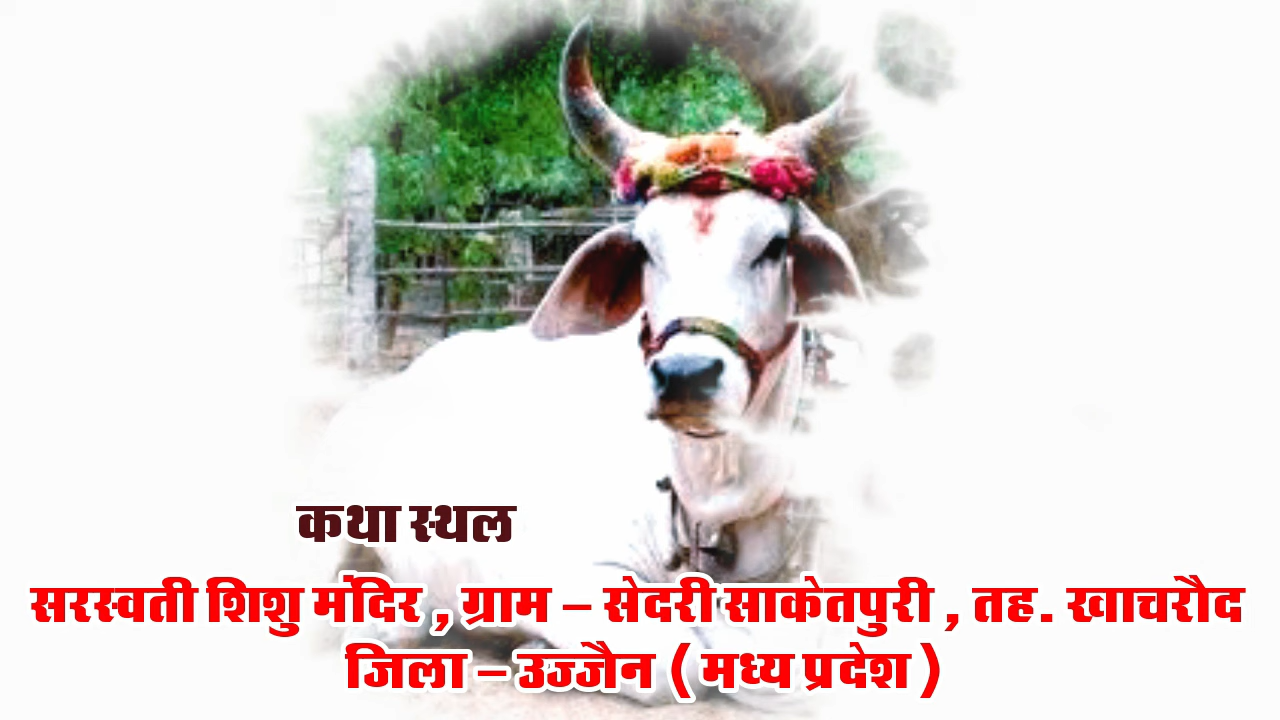 कथा स्थल
सरस्वती शिशु मंदिर , ग्राम – सेदरी साकेतपुरी , तह. खाचरौद
जिला – उज्जैन ( मध्य प्रदेश )